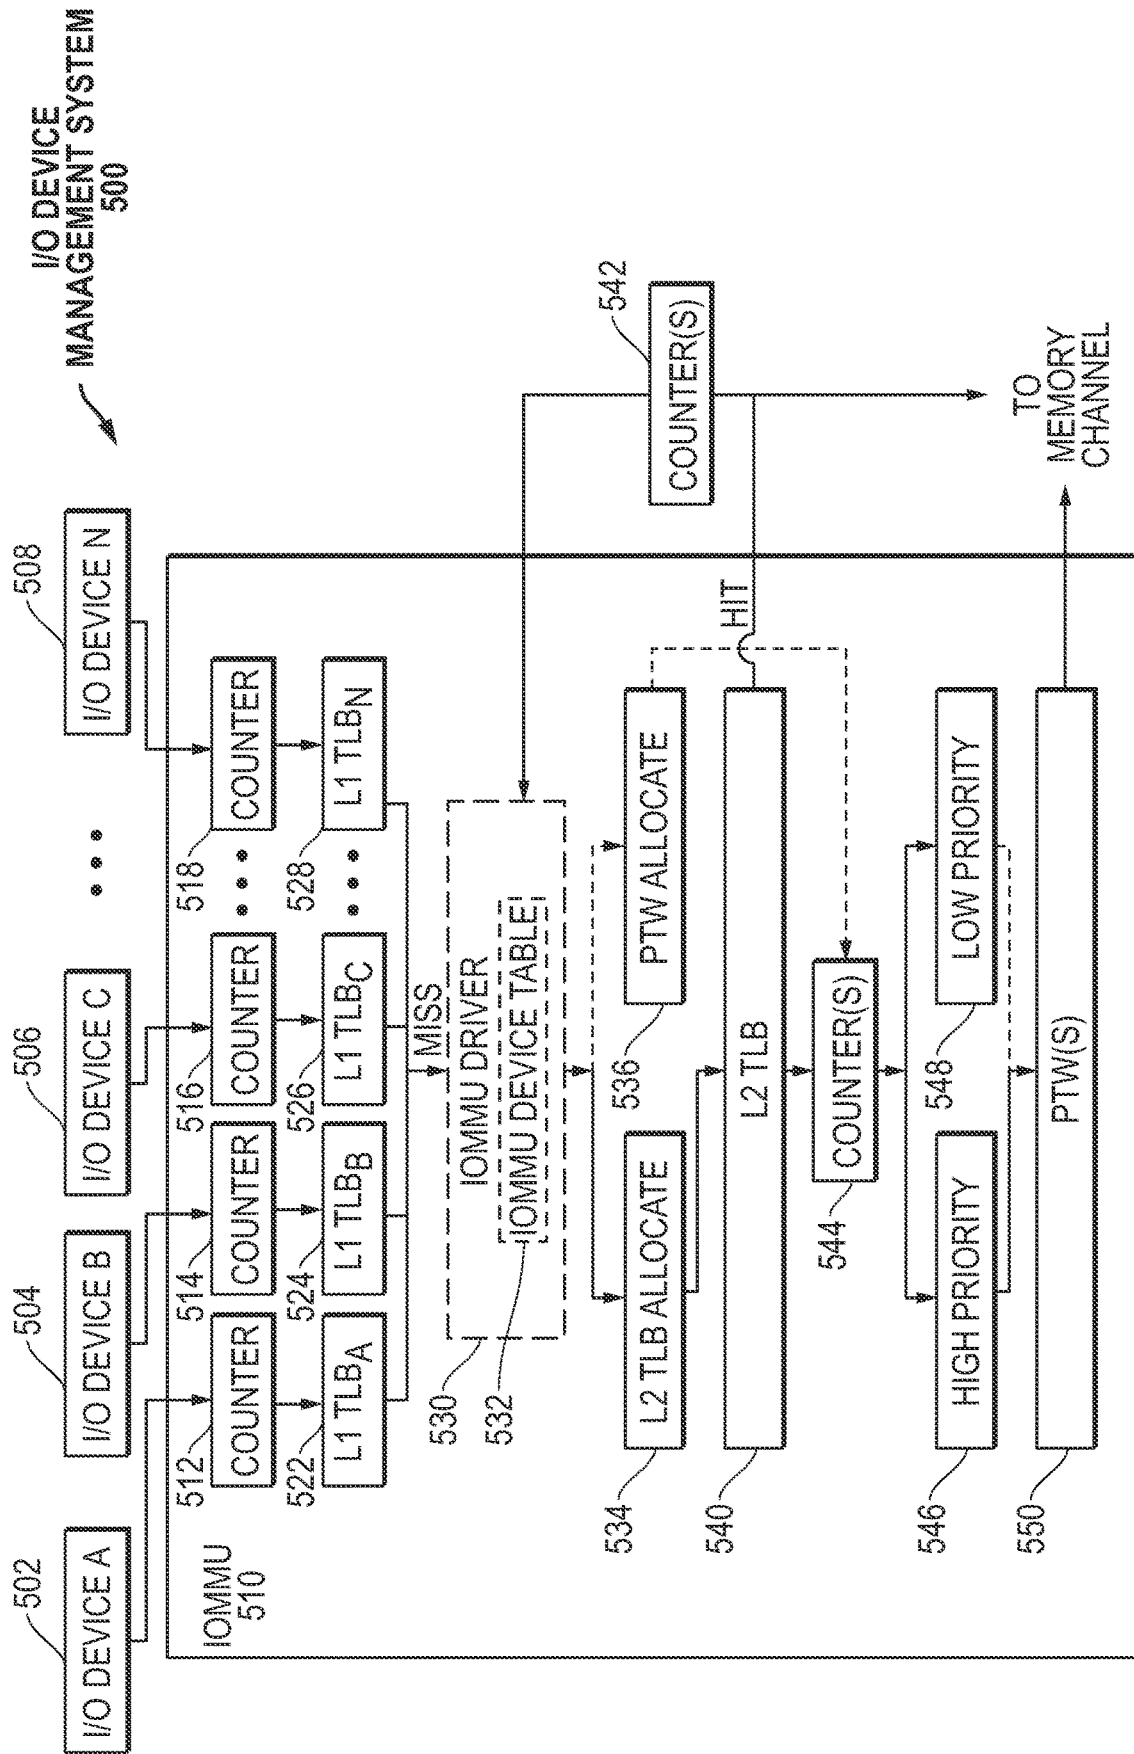 I/O DEVICE
MANAGEMENT SYSTEM
500
502
504
506
508
I/O DEVICE A
I/O DEVICE B
I/O DEVICE C
I/O DEVICE N
IOMMU
510
512
514
516
518
COUNTER
COUNTER
COUNTER
COUNTER
522
524
526
528
L1 TLBA
L1 TLBB
L1 TLBC
L1 TLBN
MISS
530
IOMMU DRIVER
532
IOMMU DEVICE TABLE
542
COUNTER(S)
534
L2 TLB ALLOCATE
536
PTW ALLOCATE
540
L2 TLB
HIT
544
COUNTER(S)
546
HIGH PRIORITY
548
LOW PRIORITY
550
PTW(S)
TO
MEMORY
CHANNEL